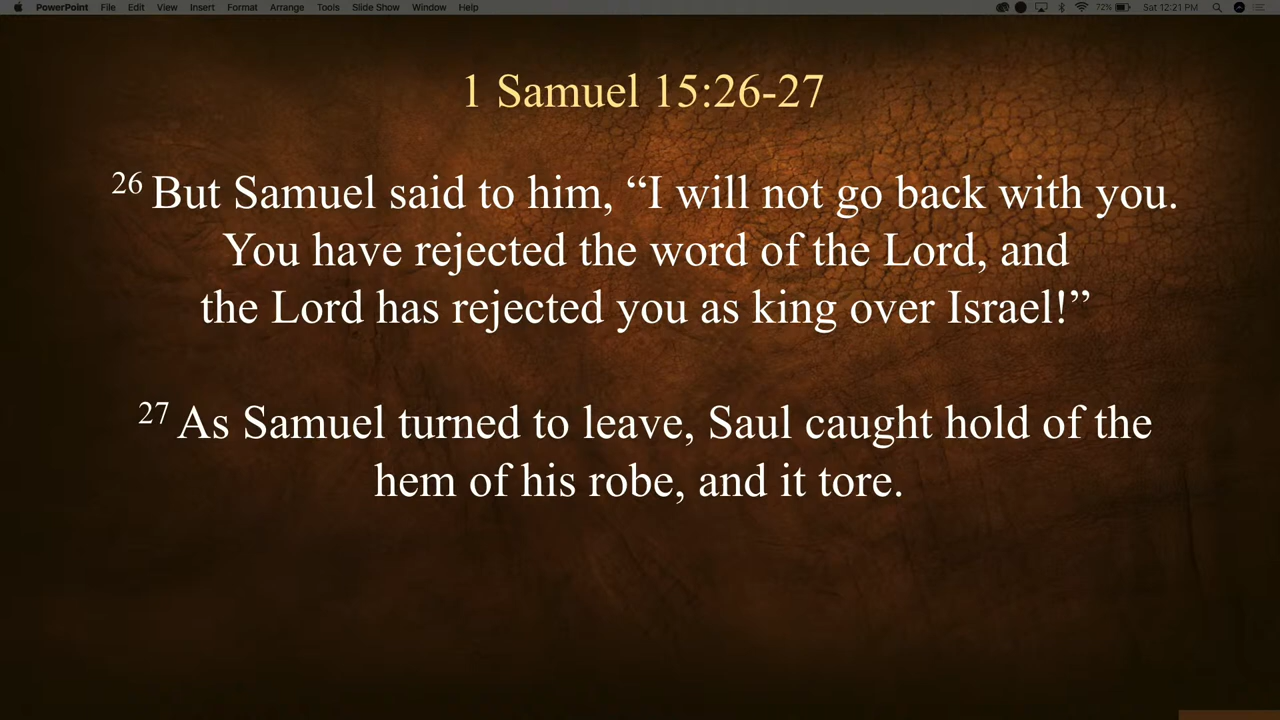 PowerPoint File Edit View Insert Format Arrange Tools Slide Show Window Help 72% Sat 12:21 PM
1 Samuel 15:26-27
26 But Samuel said to him, “I will not go back with you.
You have rejected the word of the Lord, and
the Lord has rejected you as king over Israel!”
27 As Samuel turned to leave, Saul caught hold of the
hem of his robe, and it tore.